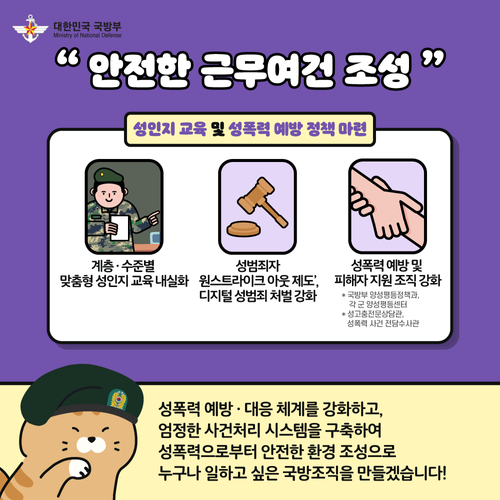 대한민국 국방부
Ministry of National Defense
“ 안전한 근무여건 조성 ”
성인지 교육 및 성폭력 예방 정책 마련
계층 · 수준별
맞춤형 성인지 교육 내실화
성범죄자
원스트라이크 아웃 제도’,
디지털 성범죄 처벌 강화
성폭력 예방 및
피해자 지원 조직 강화
* 국방부 양성평등정책과,
각 군 양성평등센터
* 성고충전문상담관,
성폭력 사건 전담수사관
성폭력 예방 · 대응 체계를 강화하고,
엄정한 사건처리 시스템을 구축하여
성폭력으로부터 안전한 환경 조성으로
누구나 일하고 싶은 국방조직을 만들겠습니다!